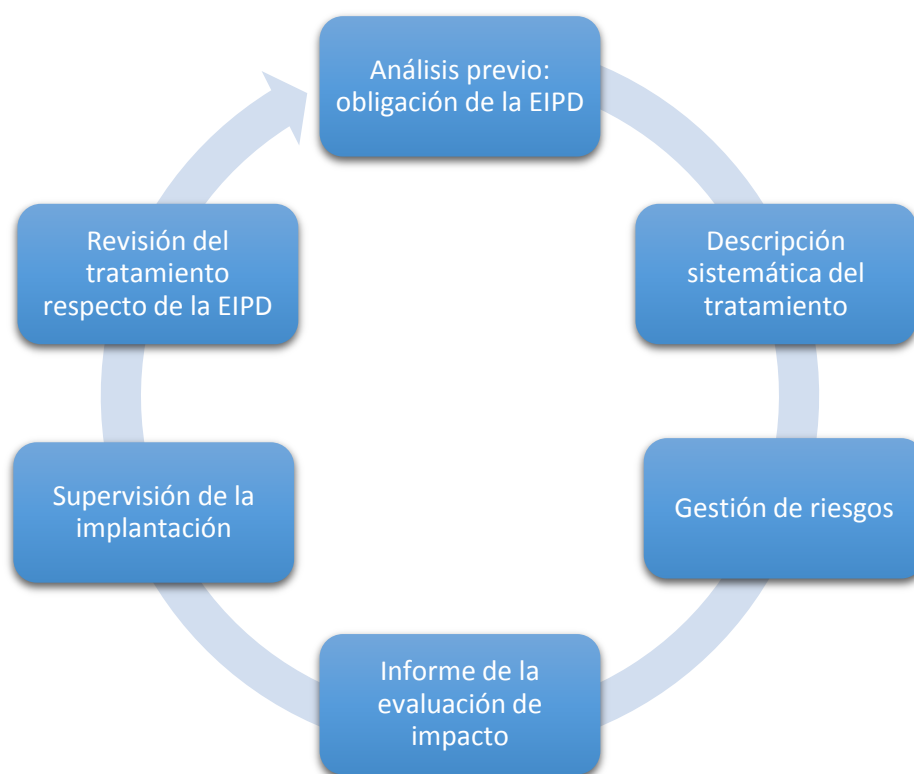 Análisis previo:
obligación de la EIPD
Descripción
sistemática del
tratamiento
Gestión de riesgos
Informe de la
evaluación de
impacto
Supervisión de la
implantación
Revisión del
tratamiento
respecto de la EIPD